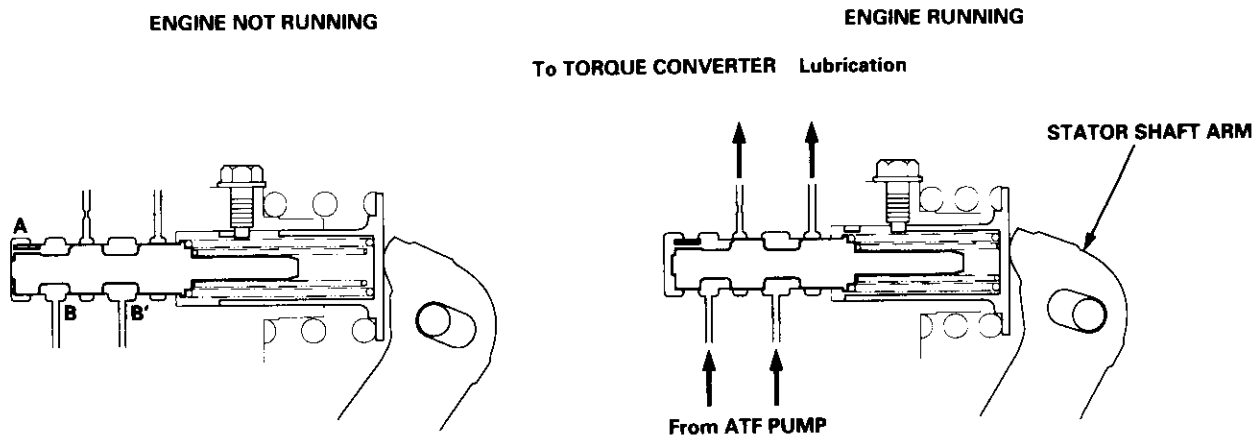 ENGINE NOT RUNNING
ENGINE RUNNING
To TORQUE CONVERTER Lubrication
STATOR SHAFT ARM
A
B B'
From ATF PUMP